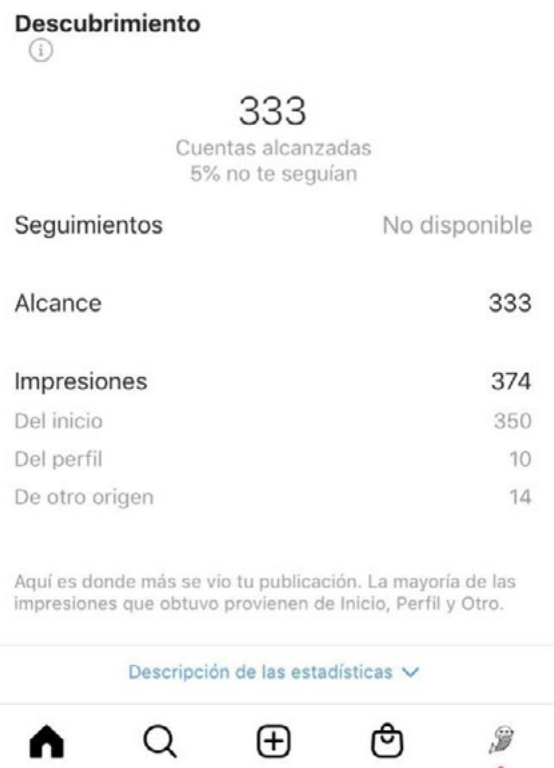 Descubrimiento
333
Cuentas alcanzadas
5% no te seguían
Seguimientos No disponible
Alcance 333
Impresiones 374
Del inicio 350
Del perfil 10
De otro origen 14
Aquí es donde más se vio tu publicación. La mayoría de las
impresiones que obtuvo provienen de Inicio, Perfil y Otro.
Descripción de las estadísticas